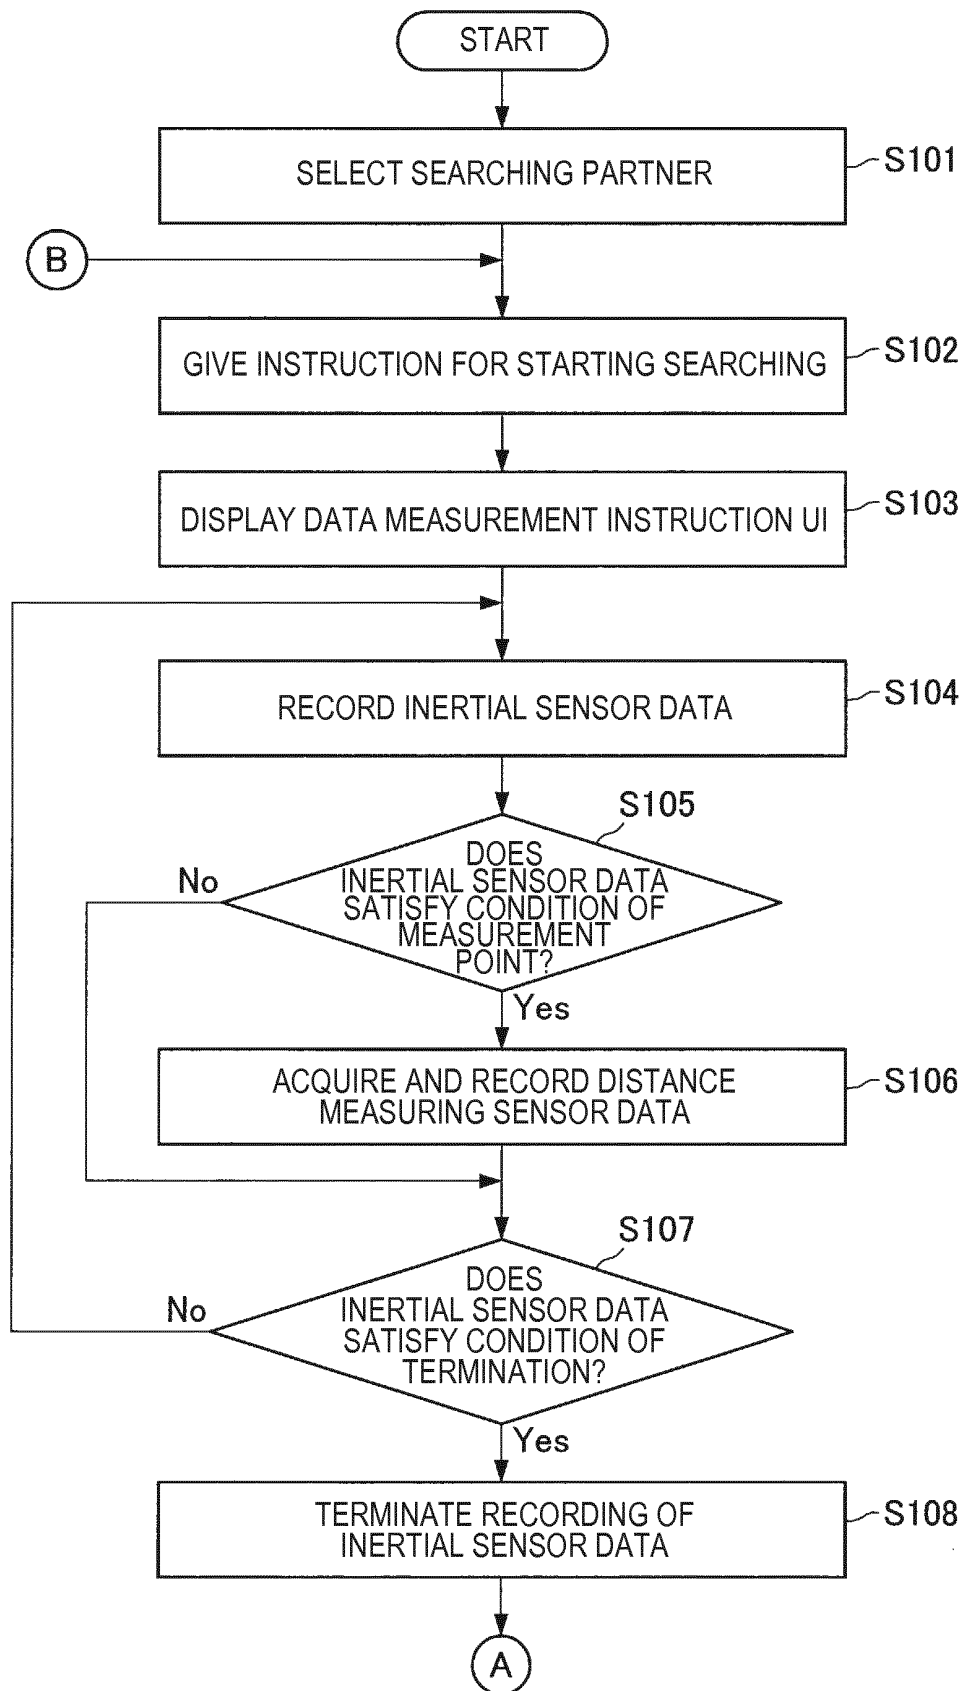 START
SELECT SEARCHING PARTNER
S101
B
GIVE INSTRUCTION FOR STARTING SEARCHING
S102
DISPLAY DATA MEASUREMENT INSTRUCTION UI
S103
RECORD INERTIAL SENSOR DATA
S104
S105
DOES
INERTIAL SENSOR DATA
SATISFY CONDITION OF
MEASUREMENT
POINT?
No
Yes
ACQUIRE AND RECORD DISTANCE
MEASURING SENSOR DATA
S106
S107
DOES
INERTIAL SENSOR DATA
SATISFY CONDITION OF
TERMINATION?
No
Yes
TERMINATE RECORDING OF
INERTIAL SENSOR DATA
S108
A